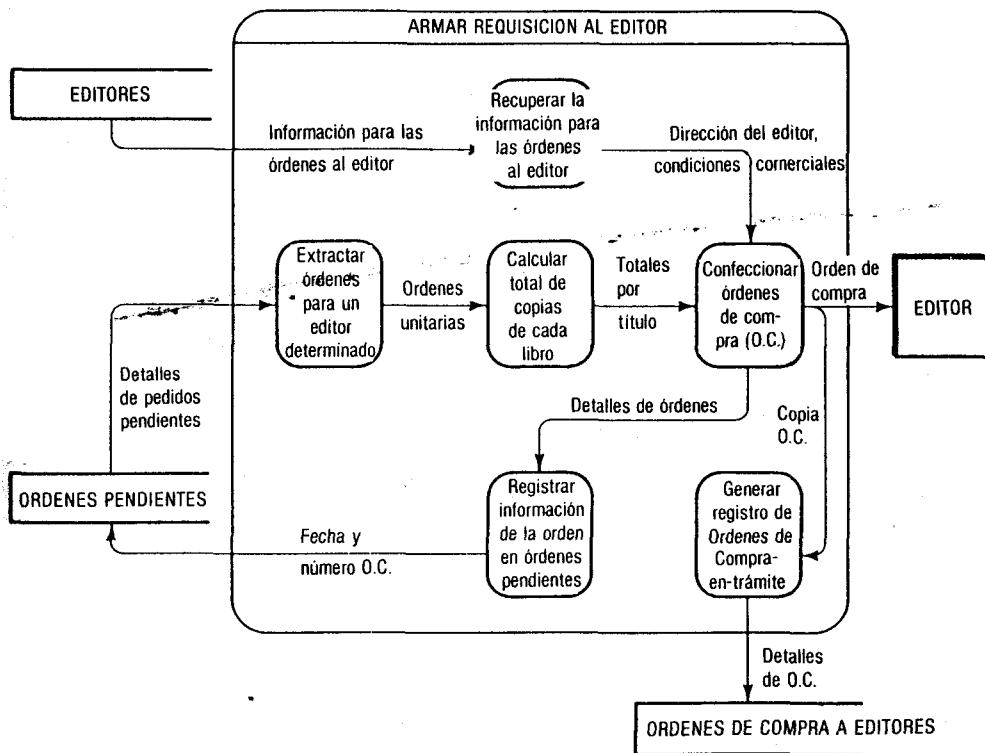 ARMAR REQUISICION AL EDITOR
EDITORES
Información para las
órdenes al editor
Recuperar la
información para
las órdenes
al editor
Dirección del editor,
condiciones comerciales
Extractar
órdenes
para un
editor
determinado
Ordenes
unitarias
Calcular
total de
copias
de cada
libro
Totales
por
título
Confeccionar
órdenes
de com-
pra (O.C.)
Orden de
compra
EDITOR
Detalles
de pedidos
pendientes
Detalles de órdenes
Copia
O.C.
ORDENES PENDIENTES
Fecha y
número O.C.
Registrar
información
de la orden
en órdenes
pendientes
Generar
registro de
Ordenes de
Compra-
en-trámite
Detalles
de O.C.
ORDENES DE COMPRA A EDITORES